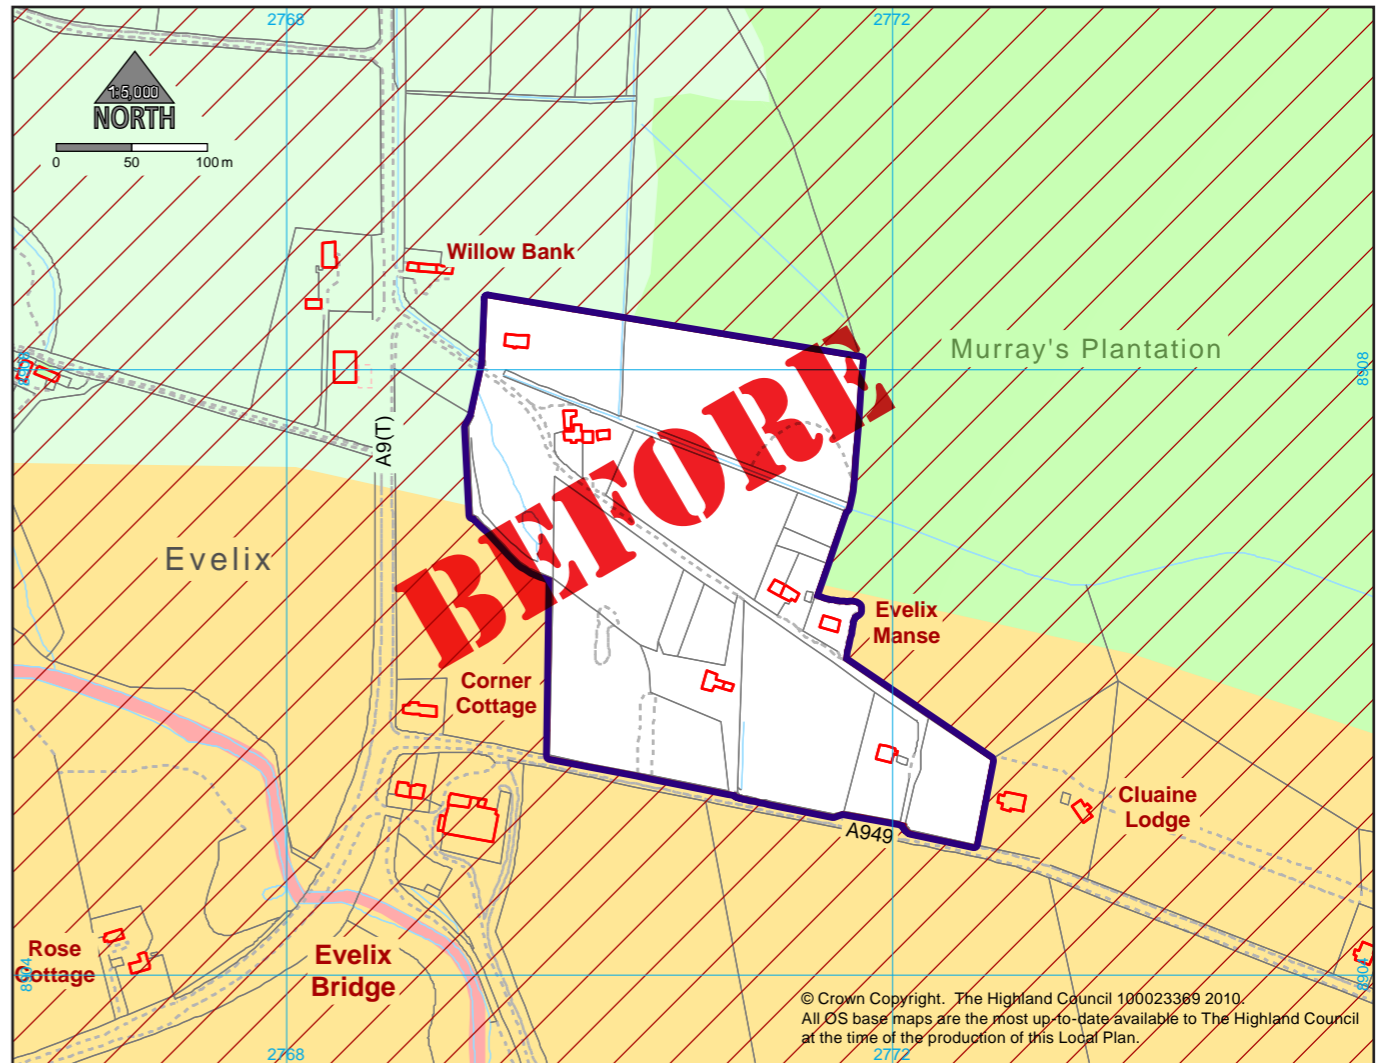 2768
2772
1:5,000
NORTH
0 50 100 m
Willow Bank
Murray's Plantation
8908
8908
A9(T)
BEFORE
Evelix
Evelix
Manse
Corner
Cottage
Cluaine
Lodge
A949
Rose
Cottage
Evelix
Bridge
8904
8904
© Crown Copyright. The Highland Council 100023369 2010.
All OS base maps are the most up-to-date available to The Highland Council
at the time of the production of this Local Plan.
2768
2772